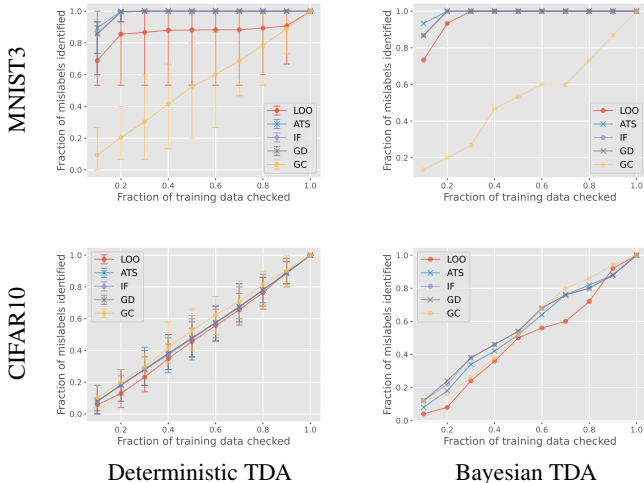 MNIST3
Fraction of mislabels identified
1.0
0.8
0.6
0.4
0.2
0.0
LOO
ATS
IF
GD
GC
0.2 0.4 0.6 0.8 1.0
Fraction of training data checked
Fraction of mislabels identified
1.0
0.8
0.6
0.4
0.2
LOO
ATS
IF
GD
GC
0.2 0.4 0.6 0.8 1.0
Fraction of training data checked
CIFAR10
Fraction of mislabels identified
1.0
0.8
0.6
0.4
0.2
0.0
LOO
ATS
IF
GD
GC
0.2 0.4 0.6 0.8 1.0
Fraction of training data checked
Fraction of mislabels identified
1.0
0.8
0.6
0.4
0.2
0.0
LOO
ATS
IF
GD
GC
0.2 0.4 0.6 0.8 1.0
Fraction of training data checked
Deterministic TDA
Bayesian TDA